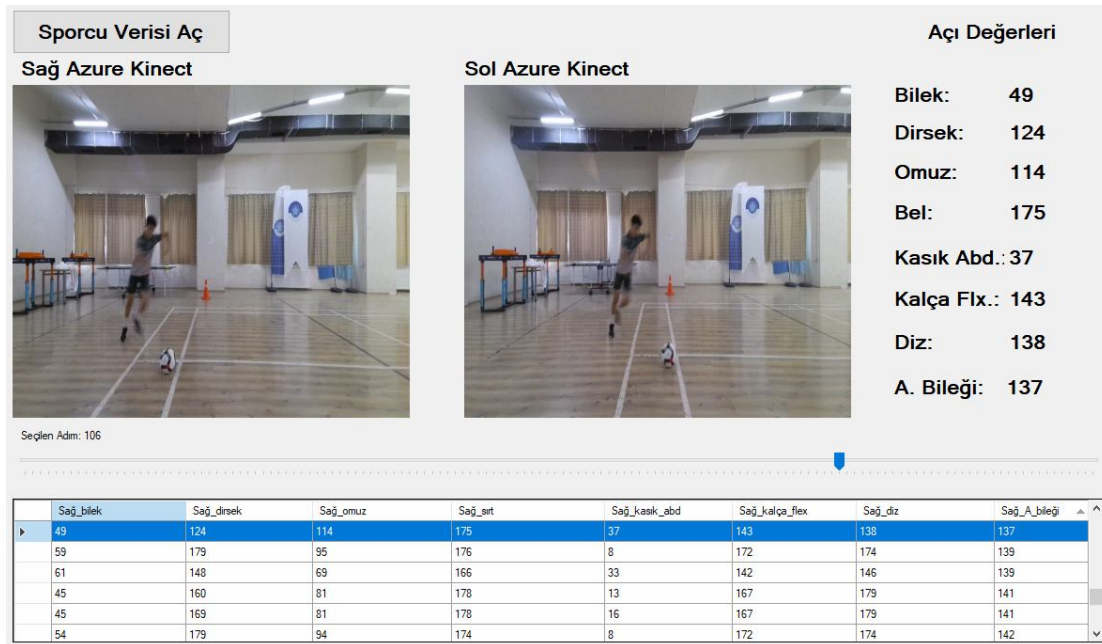 Sporcu Verisi Aç
Açı Değerleri
Sağ Azure Kinect
Sol Azure Kinect
Bilek: 49
Dirsek: 124
Omuz: 114
Bel: 175
Kasık Abd.: 37
Kalça Flx.: 143
Diz: 138
A. Bileği: 137
Seçilen Adım: 106
Sağ_bilek Sağ_dirsek Sağ_omuz Sağ_sırt Sağ_kasık_abd Sağ_kalça_flex Sağ_diz Sağ_A_bileği
49 124 114 175 37 143 138 137
59 179 95 176 8 172 174 139
61 148 69 166 33 142 146 139
45 160 81 178 13 167 179 141
45 169 81 178 16 167 179 141
54 179 94 174 8 172 174 142